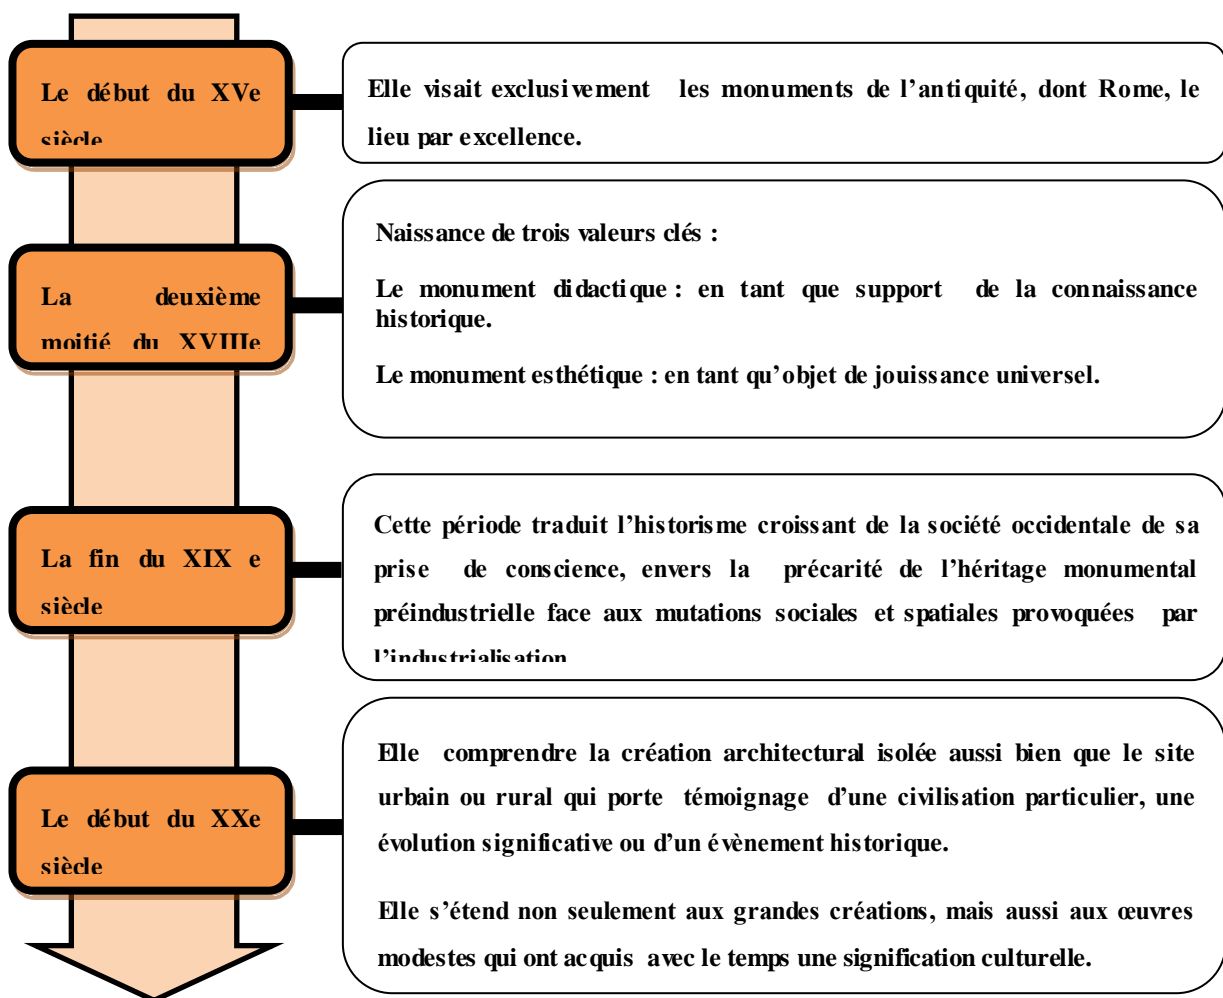 Le début du XVe
siècle
Elle visait exclusivement les monuments de l’antiquité, dont Rome, le
lieu par excellence.
La deuxième
moitié du XVIIIe
Naissance de trois valeurs clés :
Le monument didactique : en tant que support de la connaissance
historique.
Le monument esthétique : en tant qu’objet de jouissance universel.
La fin du XIX e
siècle
Cette période traduit l’historisme croissant de la société occidentale de sa
prise de conscience, envers la précarité de l’héritage monumental
préindustrielle face aux mutations sociales et spatiales provoquées par
l’industrialisation
Le début du XXe
siècle
Elle comprendre la création architectural isolée aussi bien que le site
urbain ou rural qui porte témoignage d’une civilisation particulier, une
évolution significative ou d’un évènement historique.
Elle s’étend non seulement aux grandes créations, mais aussi aux œuvres
modestes qui ont acquis avec le temps une signification culturelle.